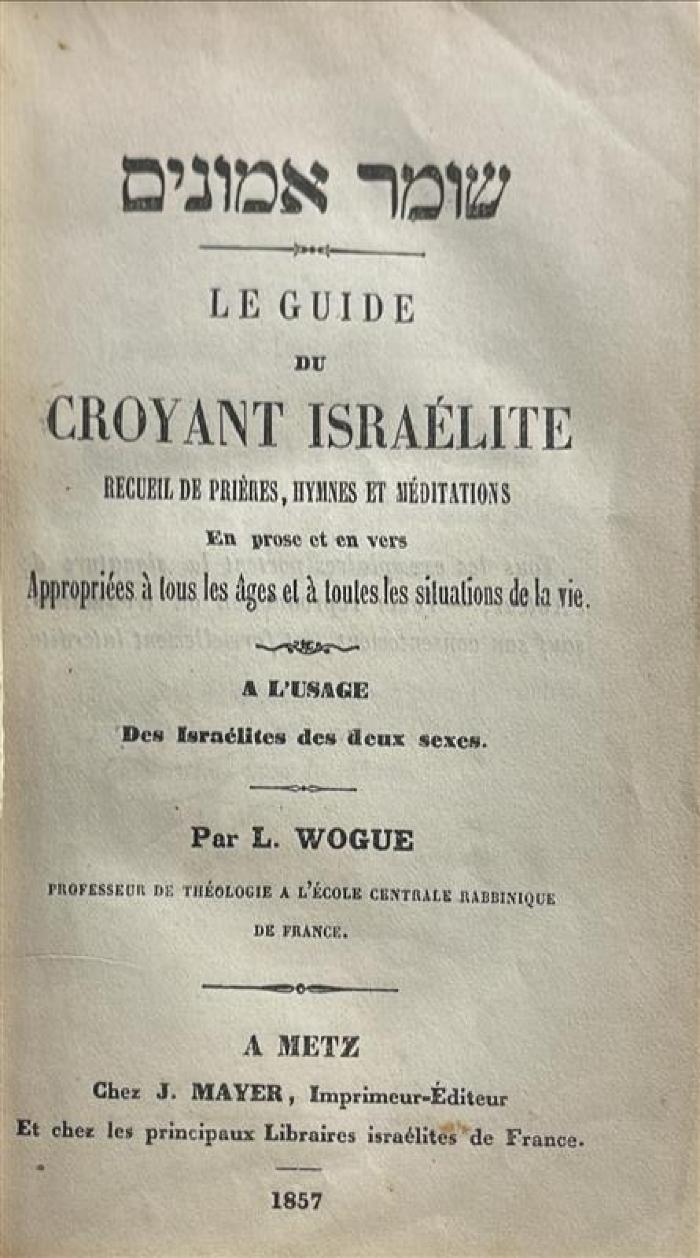 שומר אמונים
LE GUIDE
DU
CROYANT ISRAÉLITE
RECUEIL DE PRIÈRES, HYMNES ET MÉDITATIONS
En prose et en vers
Appropriées à tous les âges et à toutes les situations de la vie.
A L'USAGE
Des Israélites des deux sexes.
Par L. WOGUE
PROFESSEUR DE THÉOLOGIE A L'ÉCOLE CENTRALE RABBINIQUE
DE FRANCE.
A METZ
Chez J. MAYER, Imprimeur-Éditeur
Et chez les principaux Libraires israélites de France.
1857